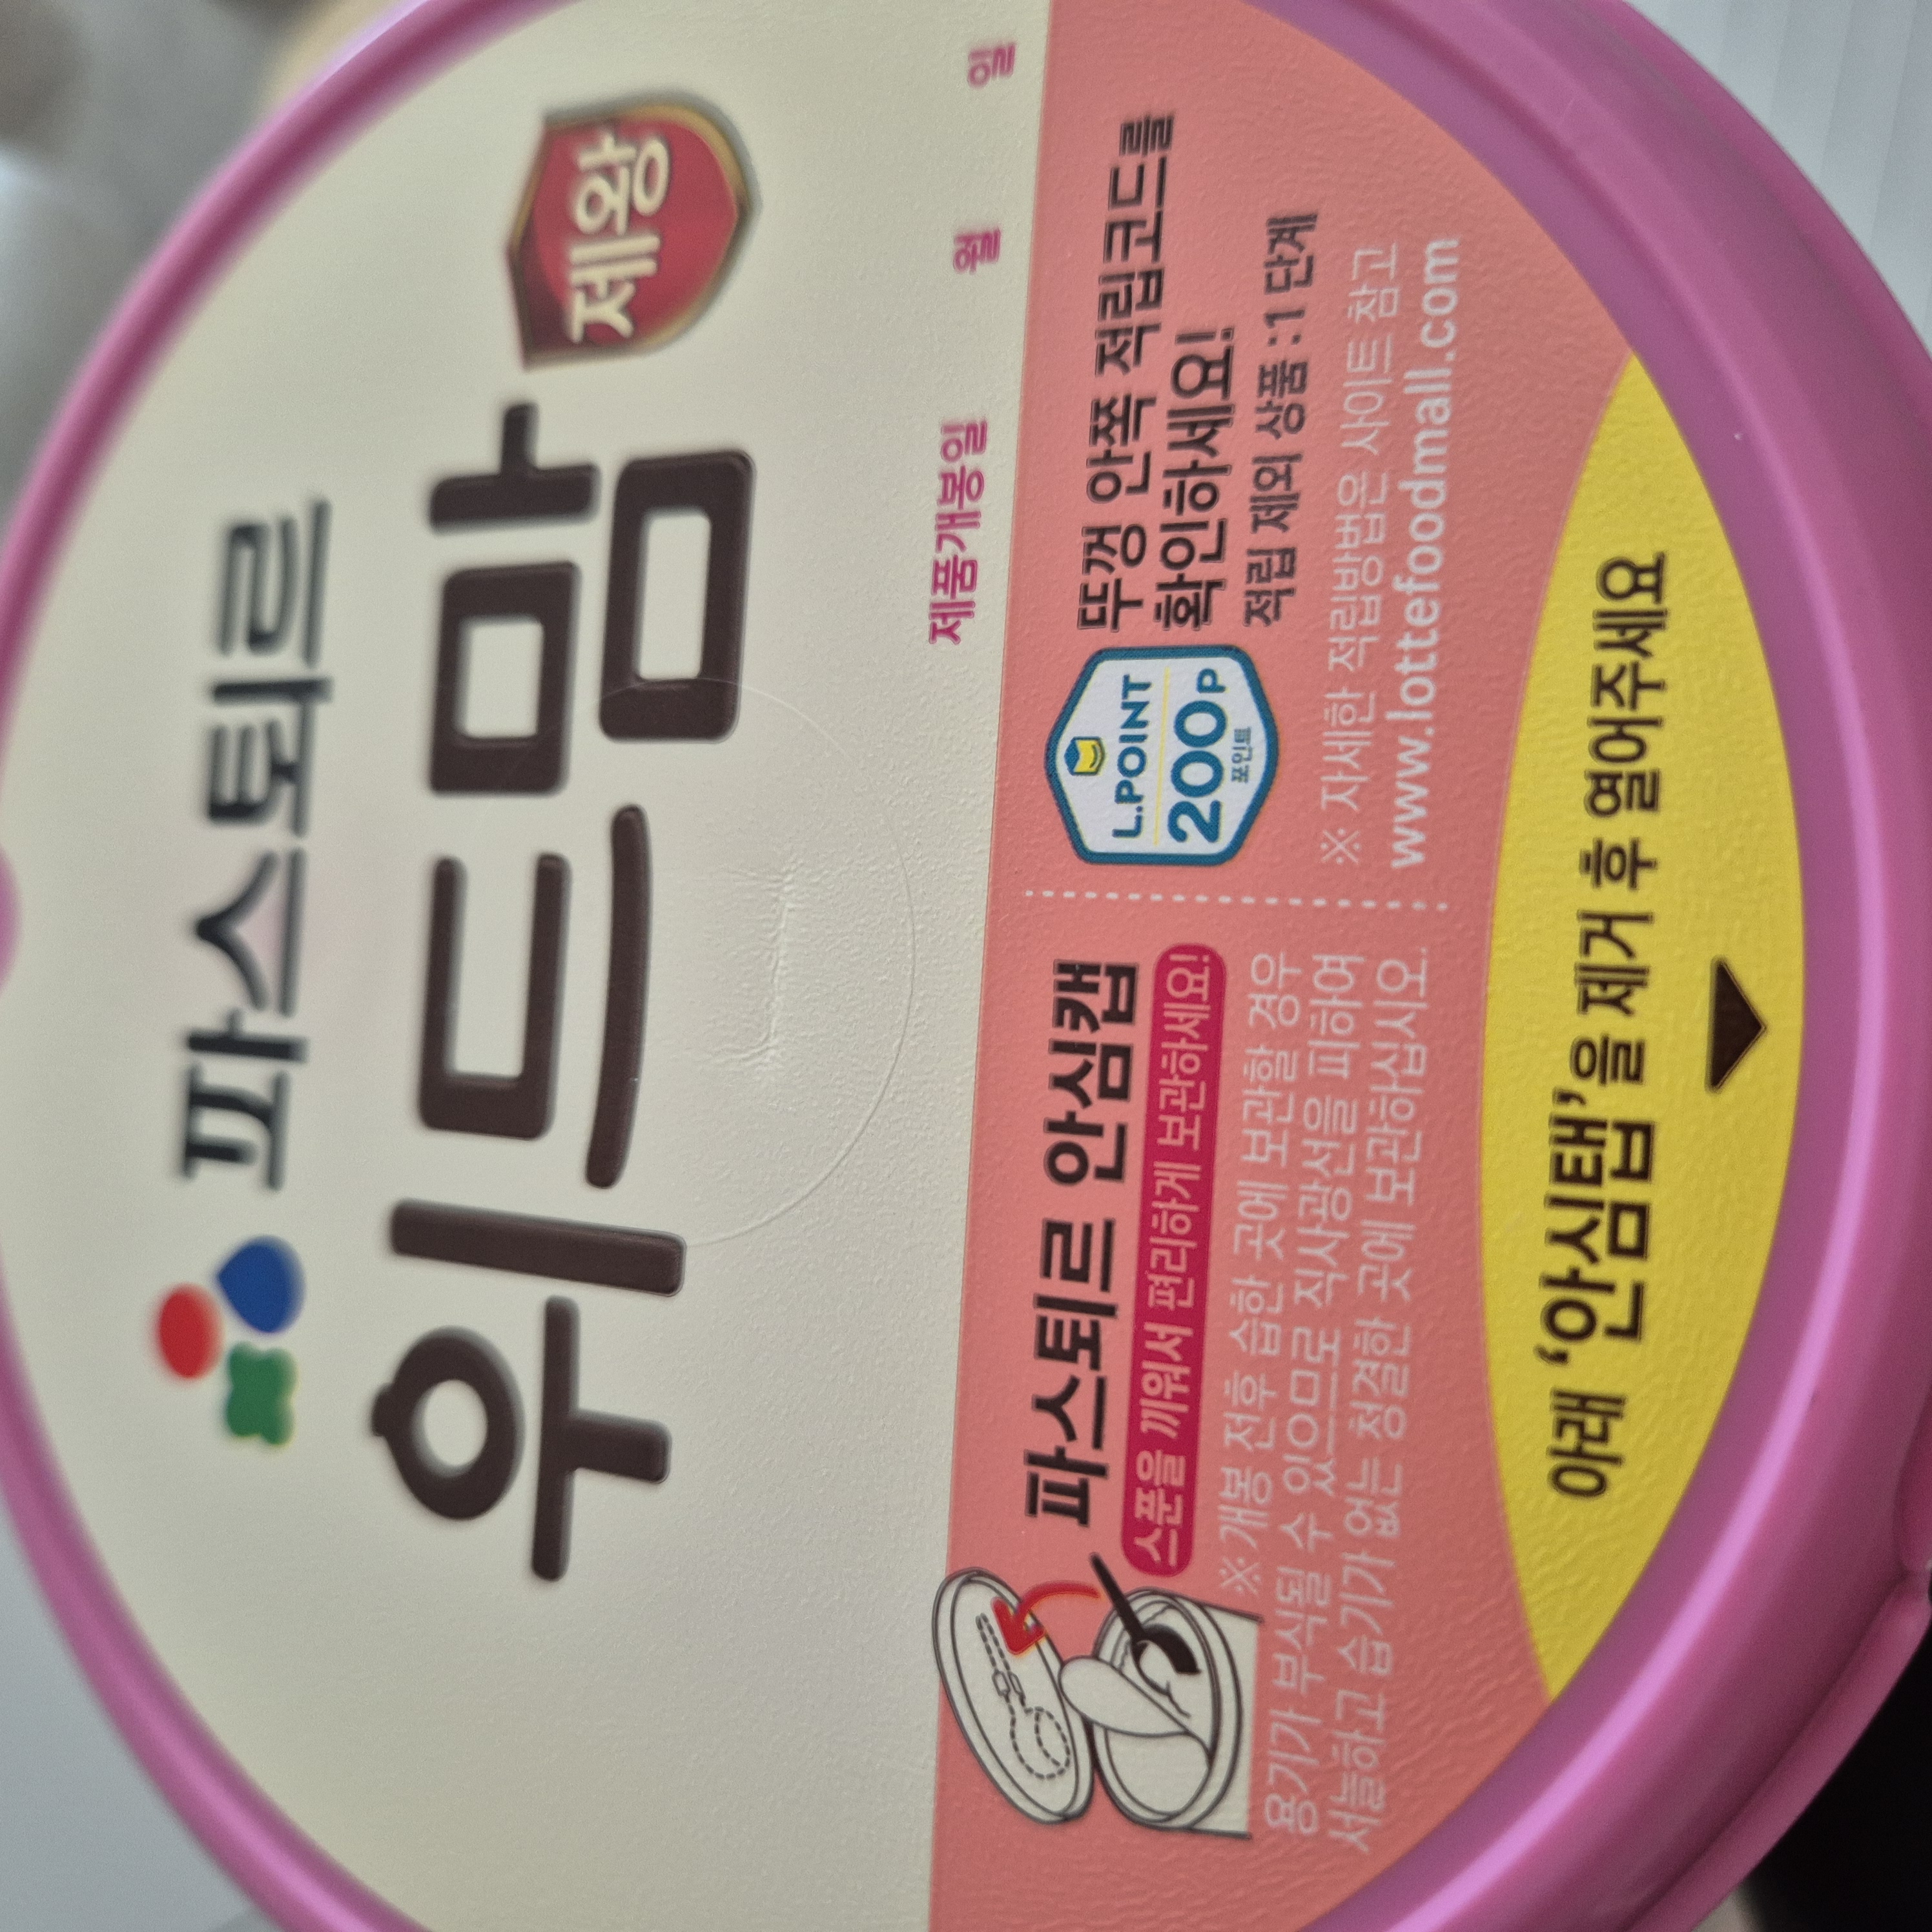 파스퇴르
위드맘
제왕
제품개봉일 월 일
파스퇴르 안심캡
스푼을 끼워서 편리하게 보관하세요!
※개봉 전후 습한 곳에 보관할 경우
용기가 부식될 수 있으므로 직사광선을 피하여
서늘하고 습기가 없는 청결한 곳에 보관하십시오.
L.POINT
200P
포인트
뚜껑 안쪽 적립코드를
확인하세요!
적립 제외 상품 :1 단계
※ 자세한 적립방법은 사이트 참고
www.lottefoodmall.com
아래 ‘안심탭’을 제거 후 열어주세요